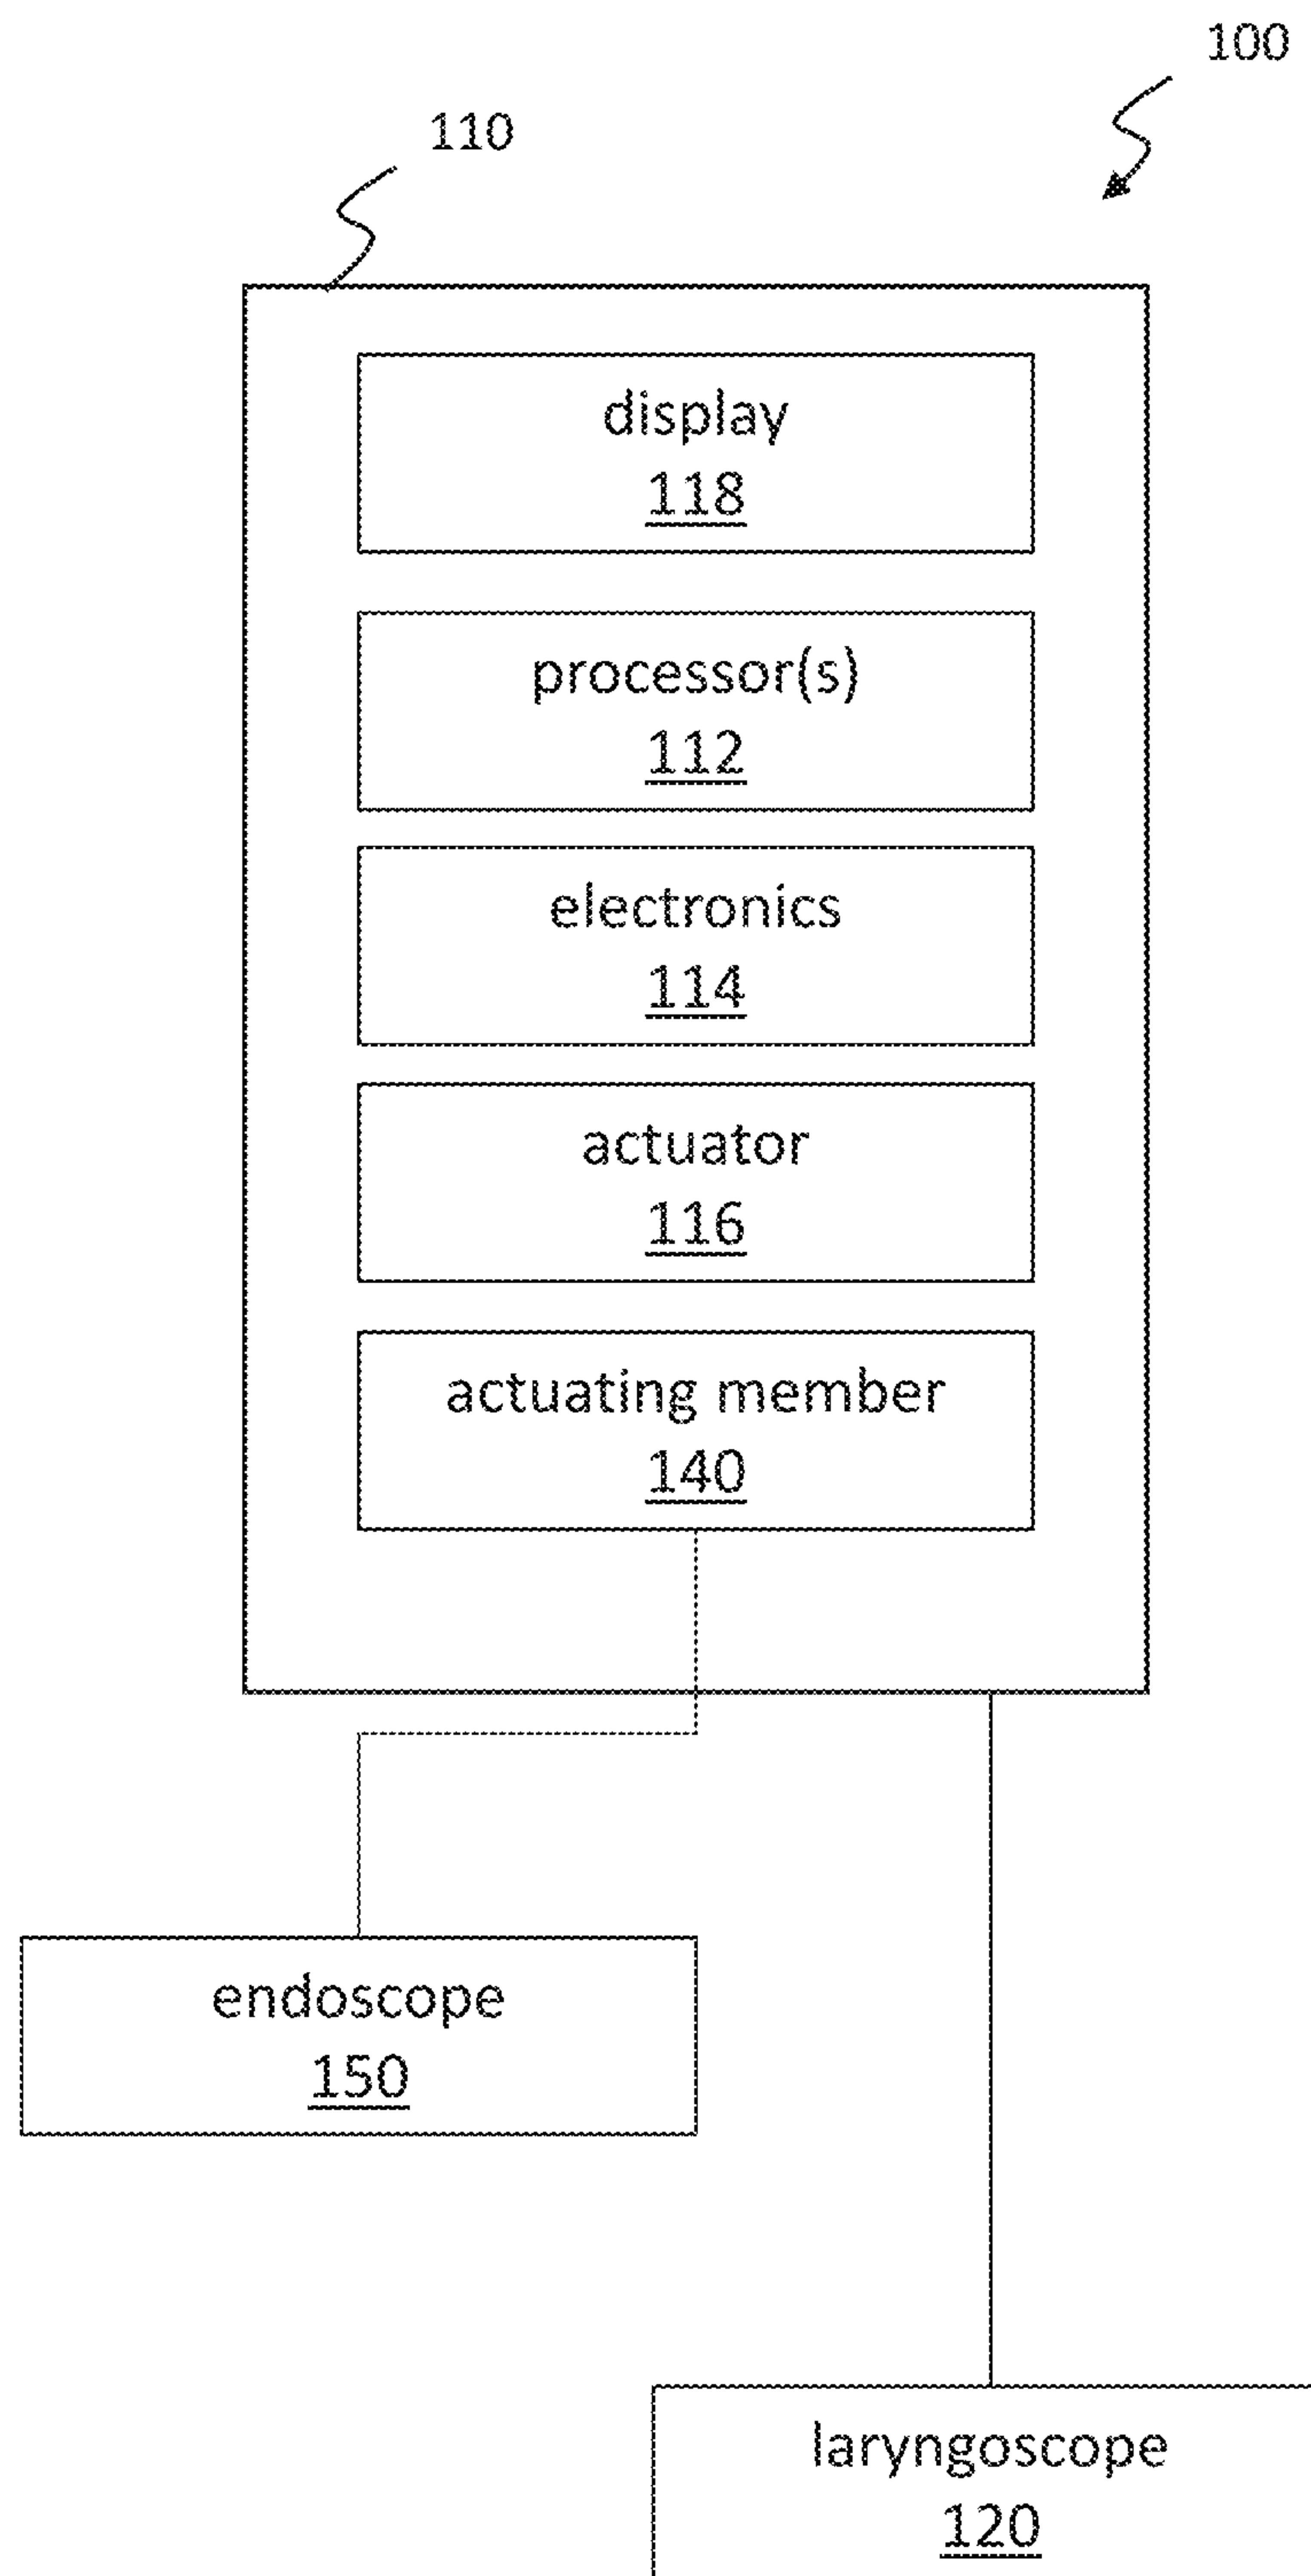 100
110
display
118
processor(s)
112
electronics
114
actuator
116
actuating member
140
endoscope
150
laryngoscope
120